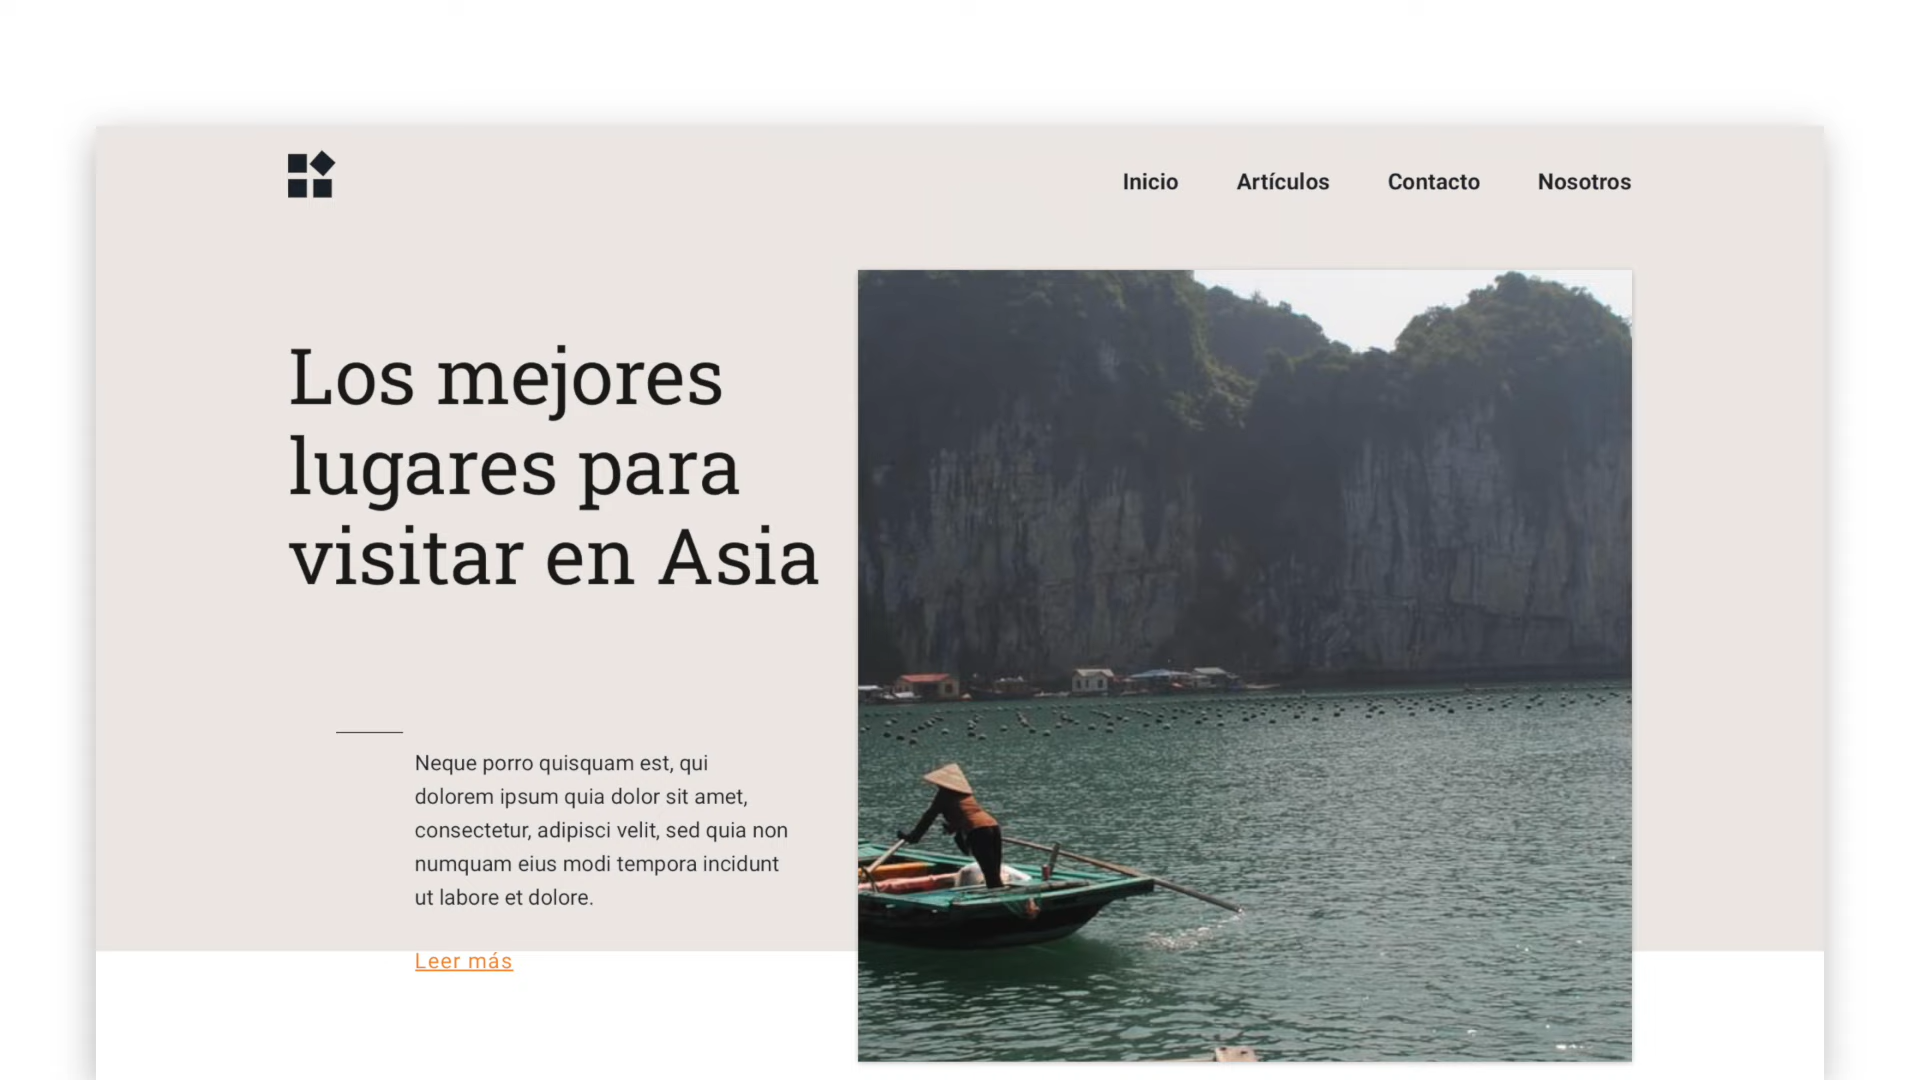 Inicio Artículos Contacto Nosotros
Los mejores
lugares para
visitar en Asia
Neque porro quisquam est, qui
dolorem ipsum quia dolor sit amet,
consectetur, adipisci velit, sed quia non
numquam eius modi tempora incidunt
ut labore et dolore.
Leer más